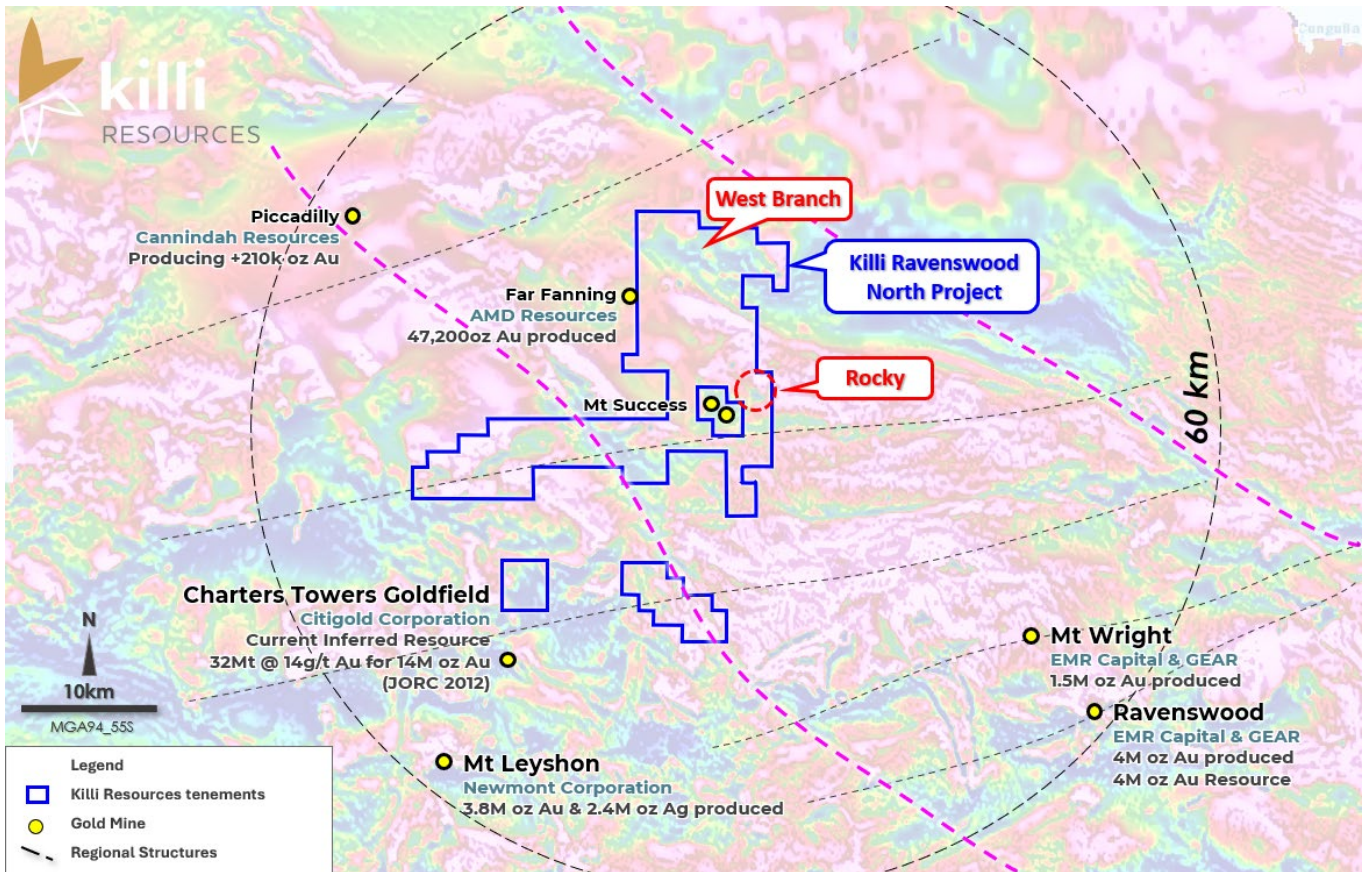 killi
RESOURCES
Cungulla
West Branch
Killi Ravenswood
North Project
Piccadilly
Cannindah Resources
Producing +210k oz Au
Far Fanning
AMD Resources
47,200oz Au produced
Rocky
Mt Success
60 km
Charters Towers Goldfield
Citigold Corporation
Current Inferred Resource
32Mt @ 14g/t Au for 14M oz Au
(JORC 2012)
Mt Wright
EMR Capital & GEAR
1.5M oz Au produced
Ravenswood
EMR Capital & GEAR
4M oz Au produced
4M oz Au Resource
Mt Leyshon
Newmont Corporation
3.8M oz Au & 2.4M oz Ag produced
N
10km
MGA94_55S
Legend
Killi Resources tenements
Gold Mine
Regional Structures